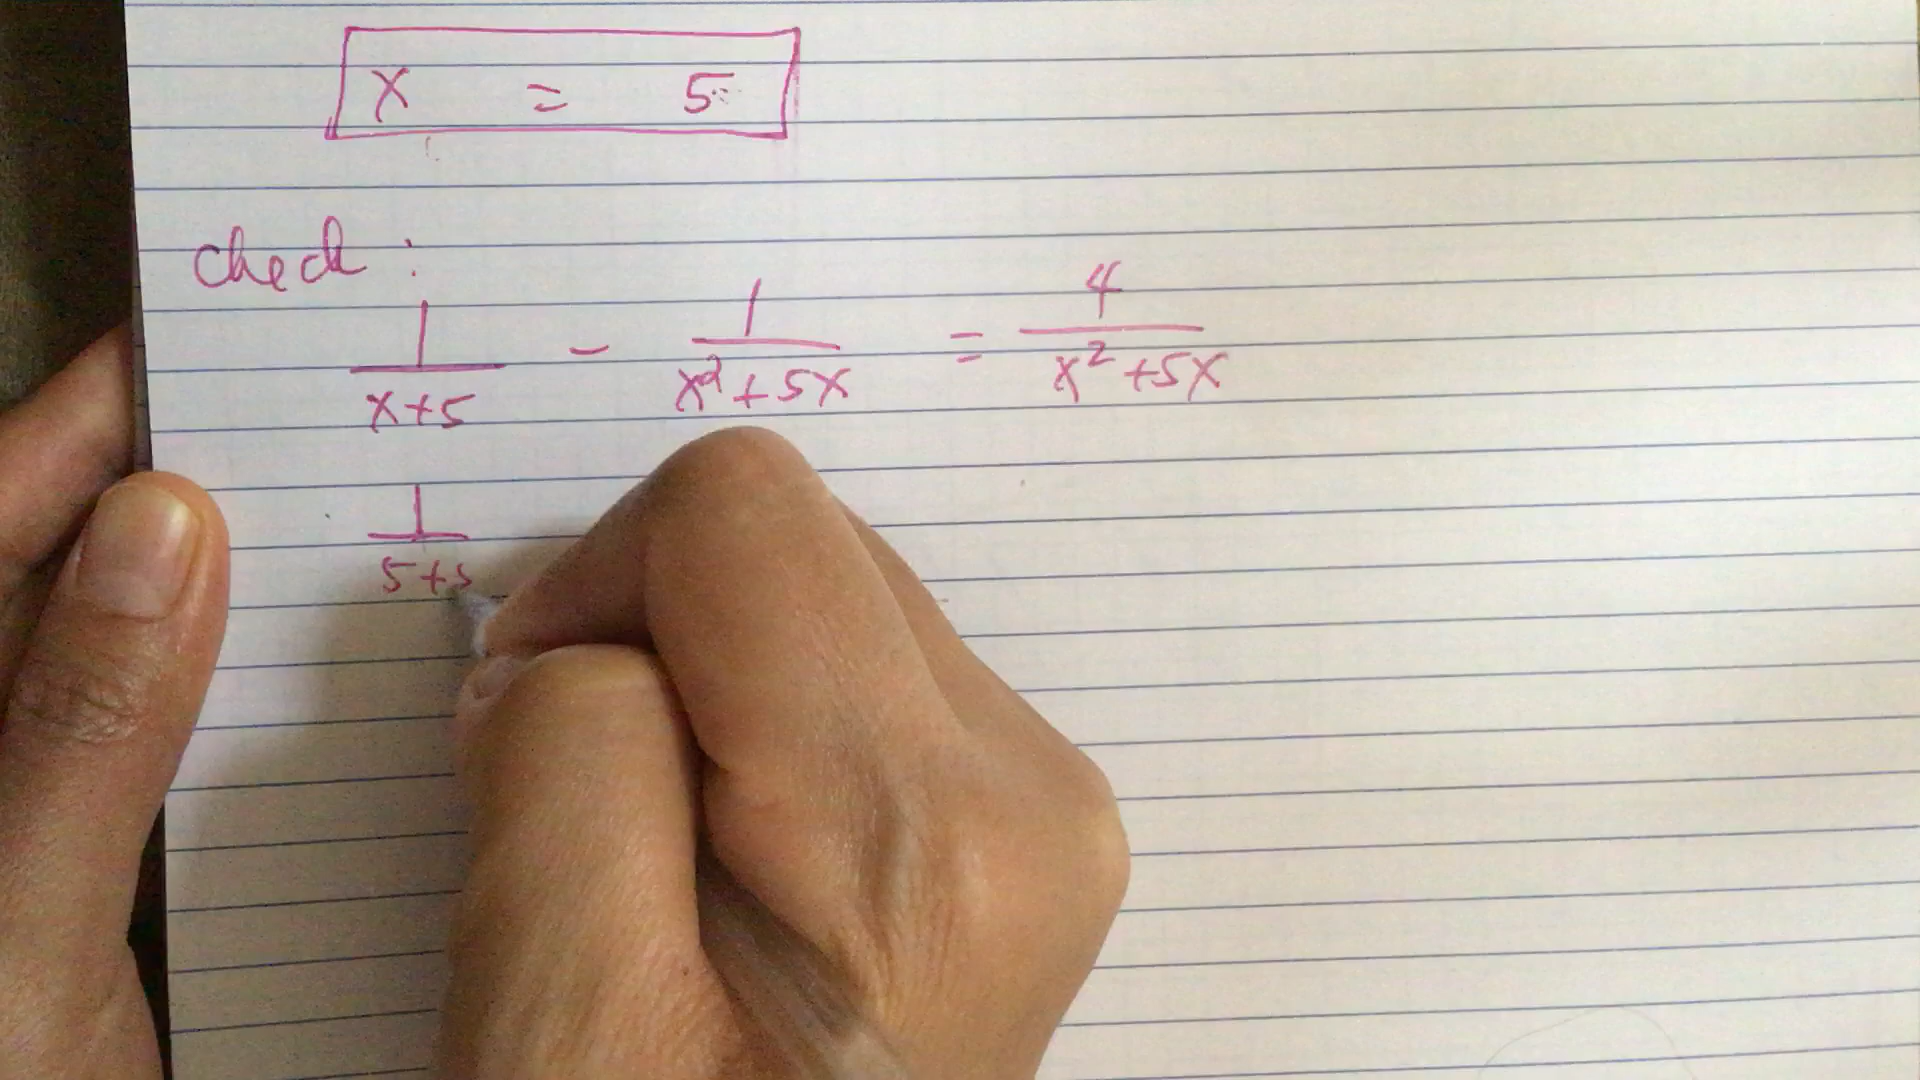 x = 5
Check :
1/(x+5) - 1/(x²+5x) = 4/(x²+5x)
1/(5+5